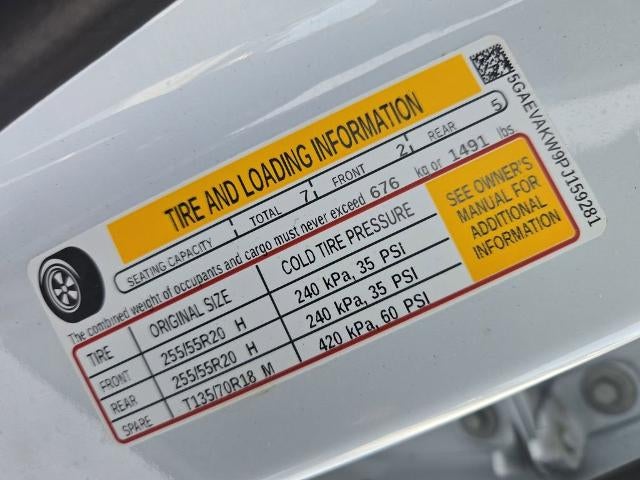 TIRE AND LOADING INFORMATION
SEATING CAPACITY TOTAL 7 FRONT 2 REAR 5
The combined weight of occupants and cargo must never exceed 676 kg or 1491 lbs
TIRE ORIGINAL SIZE COLD TIRE PRESSURE
FRONT 255/55R20 H 240 kPa, 35 PSI
REAR 255/55R20 H 240 kPa, 35 PSI
SPARE T135/70R18 M 420 kPa, 60 PSI
SEE OWNER'S
MANUAL FOR
ADDITIONAL
INFORMATION
5GAEVAKW9PJ159281